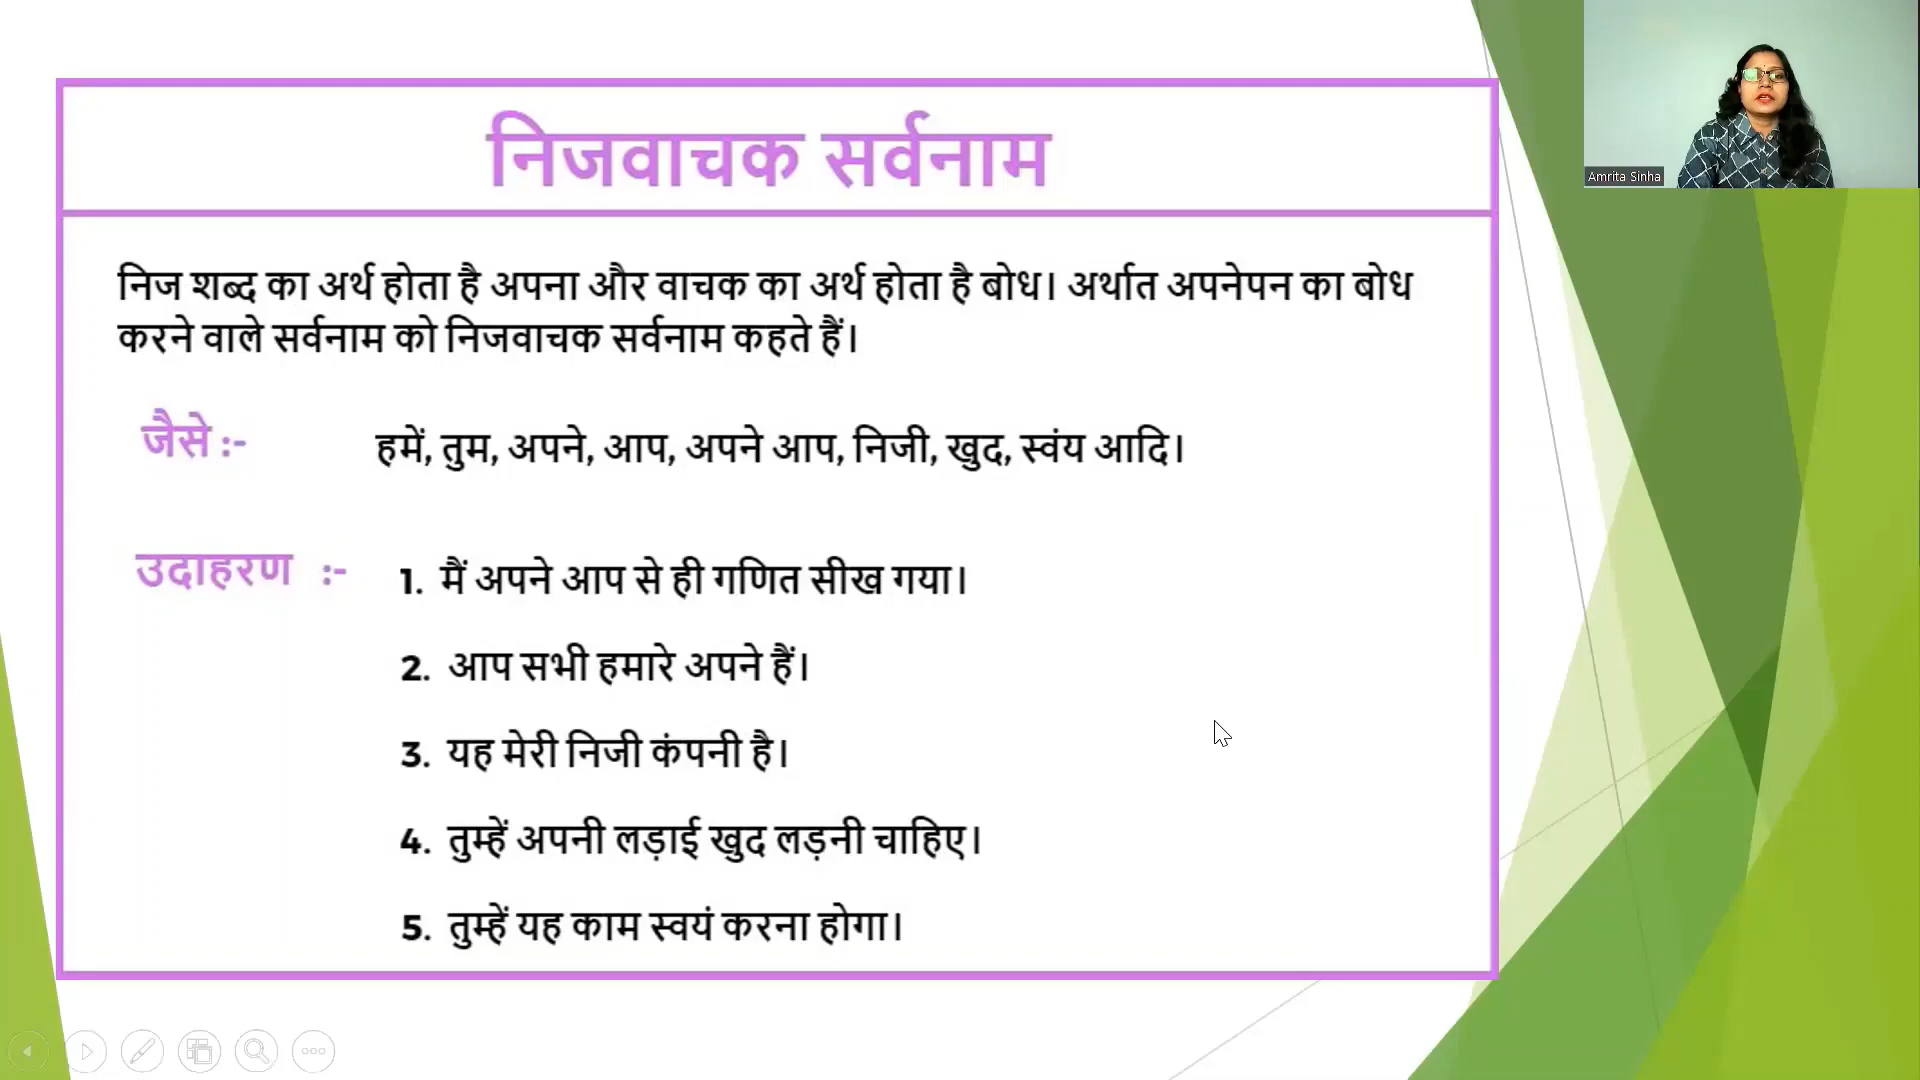 निजवाचक सर्वनाम
Amrita Sinha
निज शब्द का अर्थ होता है अपना और वाचक का अर्थ होता है बोध। अर्थात अपनेपन का बोध
करने वाले सर्वनाम को निजवाचक सर्वनाम कहते हैं।
जैसे :- हमें, तुम, अपने, आप, अपने आप, निजी, खुद, स्वंय आदि।
उदाहरण :- 1. मैं अपने आप से ही गणित सीख गया।
2. आप सभी हमारे अपने हैं।
3. यह मेरी निजी कंपनी है।
4. तुम्हें अपनी लड़ाई खुद लड़नी चाहिए।
5. तुम्हें यह काम स्वयं करना होगा।